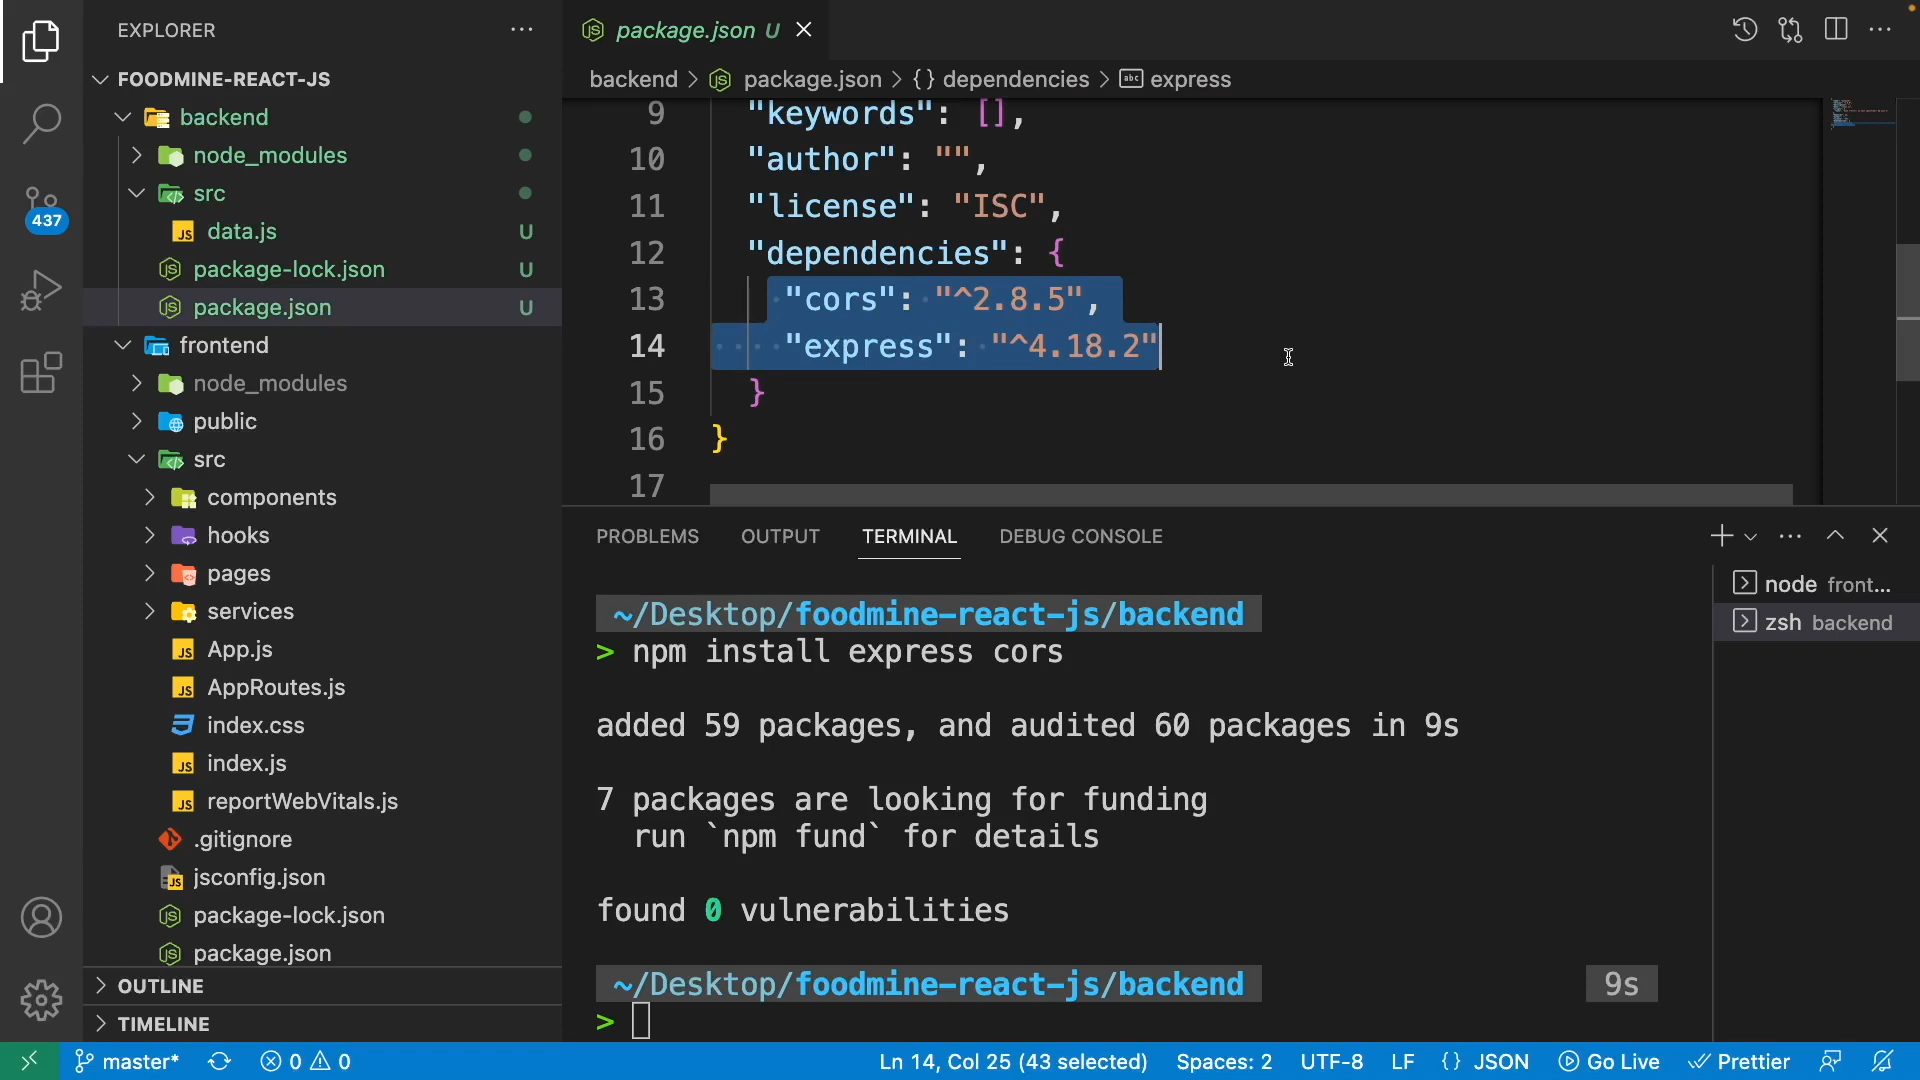 EXPLORER
FOODMINE-REACT-JS
backend
node_modules
src
data.js U
package-lock.json U
package.json U
frontend
node_modules
public
src
components
hooks
pages
services
App.js
AppRoutes.js
index.css
index.js
reportWebVitals.js
.gitignore
jsconfig.json
package-lock.json
package.json
OUTLINE
TIMELINE
437
package.json U
backend > package.json > {} dependencies > abc express
9 "keywords": [],
10 "author": "",
11 "license": "ISC",
12 "dependencies": {
13 "cors": "^2.8.5",
14 "express": "^4.18.2"
15 }
16 }
17
PROBLEMS OUTPUT TERMINAL DEBUG CONSOLE
~/Desktop/foodmine-react-js/backend
> npm install express cors
added 59 packages, and audited 60 packages in 9s
7 packages are looking for funding
run `npm fund` for details
found 0 vulnerabilities
~/Desktop/foodmine-react-js/backend 9s
>
node front...
zsh backend
master* 0 0 Ln 14, Col 25 (43 selected) Spaces: 2 UTF-8 LF {} JSON Go Live Prettier